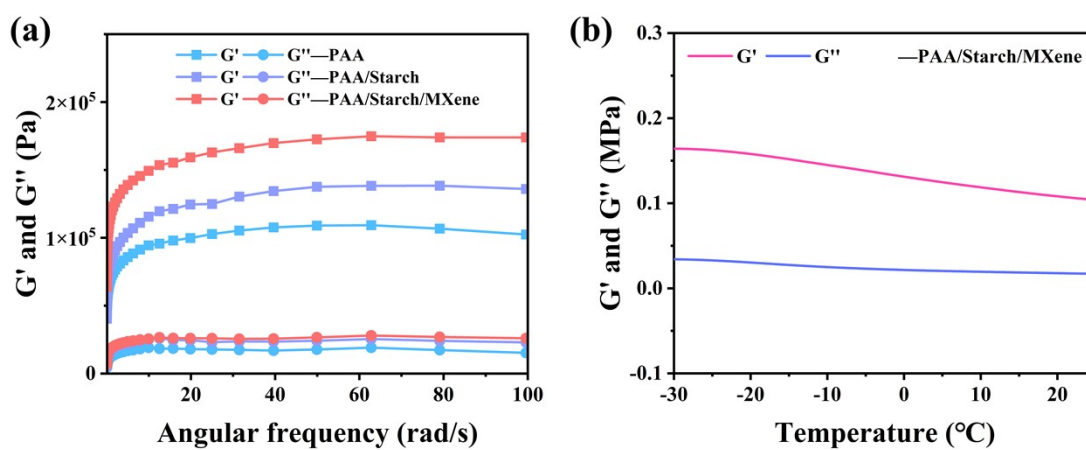 (a)
G' G''—PAA
G' G''—PAA/Starch
G' G''—PAA/Starch/MXene
G' and G'' (Pa)
2×10⁵
1×10⁵
0
0 20 40 60 80 100
Angular frequency (rad/s)
(b)
G' G'' —PAA/Starch/MXene
G' and G'' (MPa)
0.3
0.2
0.1
0.0
-0.1
-30 -20 -10 0 10 20
Temperature (°C)